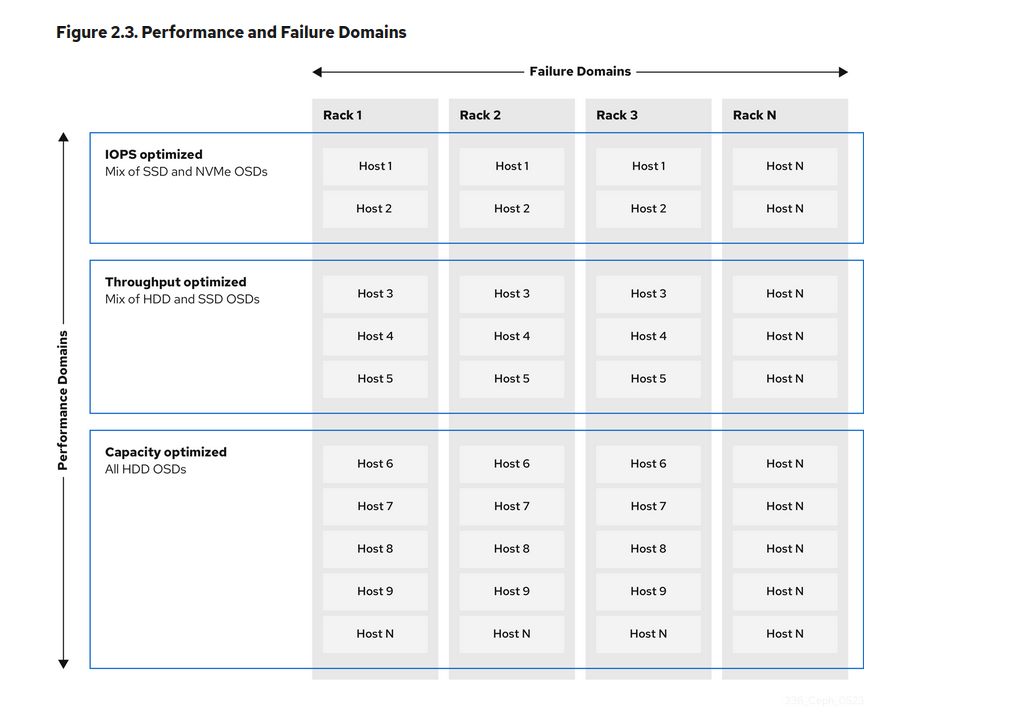 Figure 2.3. Performance and Failure Domains
Failure Domains
Rack 1
Rack 2
Rack 3
Rack N
Performance Domains
IOPS optimized
Mix of SSD and NVMe OSDs
Host 1
Host 1
Host 1
Host N
Host 2
Host 2
Host 2
Host N
Throughput optimized
Mix of HDD and SSD OSDs
Host 3
Host 3
Host 3
Host N
Host 4
Host 4
Host 4
Host N
Host 5
Host 5
Host 5
Host N
Capacity optimized
All HDD OSDs
Host 6
Host 6
Host 6
Host N
Host 7
Host 7
Host 7
Host N
Host 8
Host 8
Host 8
Host N
Host 9
Host 9
Host 9
Host N
Host N
Host N
Host N
Host N